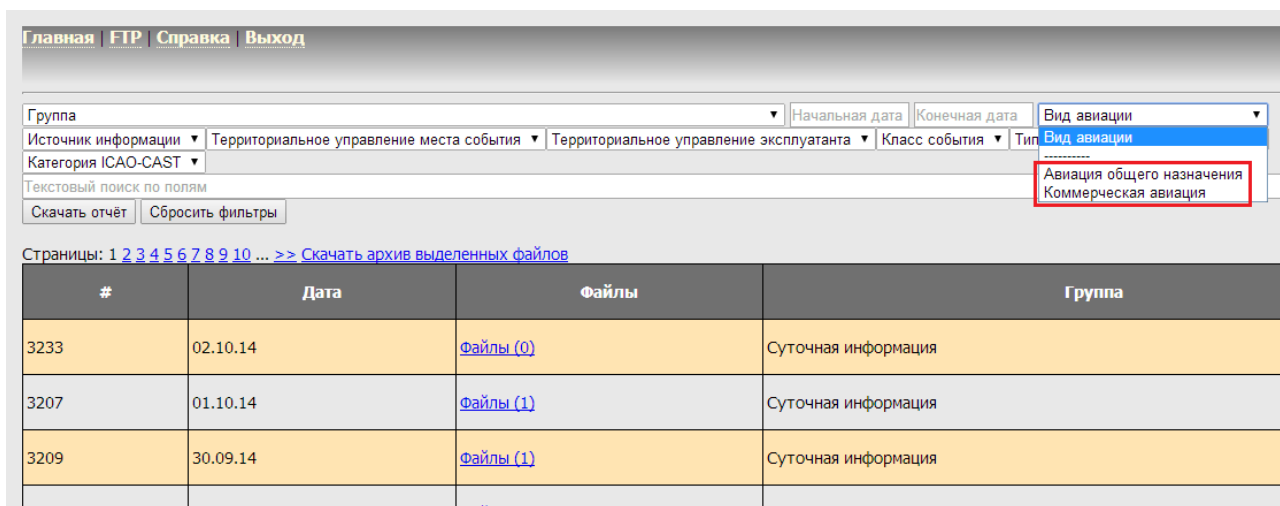 Главная | FTP | Справка | Выход
Группа Начальная дата Конечная дата Вид авиации
Источник информации Территориальное управление места события Территориальное управление эксплуатанта Класс события Вид авиации
----------
Категория ICAO-CAST Авиация общего назначения
Текстовый поиск по полям Коммерческая авиация
Скачать отчёт Сбросить фильтры
Страницы: 1 2 3 4 5 6 7 8 9 10 ... >> Скачать архив выделенных файлов
# Дата Файлы Группа
3233 02.10.14 Файлы (0) Суточная информация
3207 01.10.14 Файлы (1) Суточная информация
3209 30.09.14 Файлы (1) Суточная информация